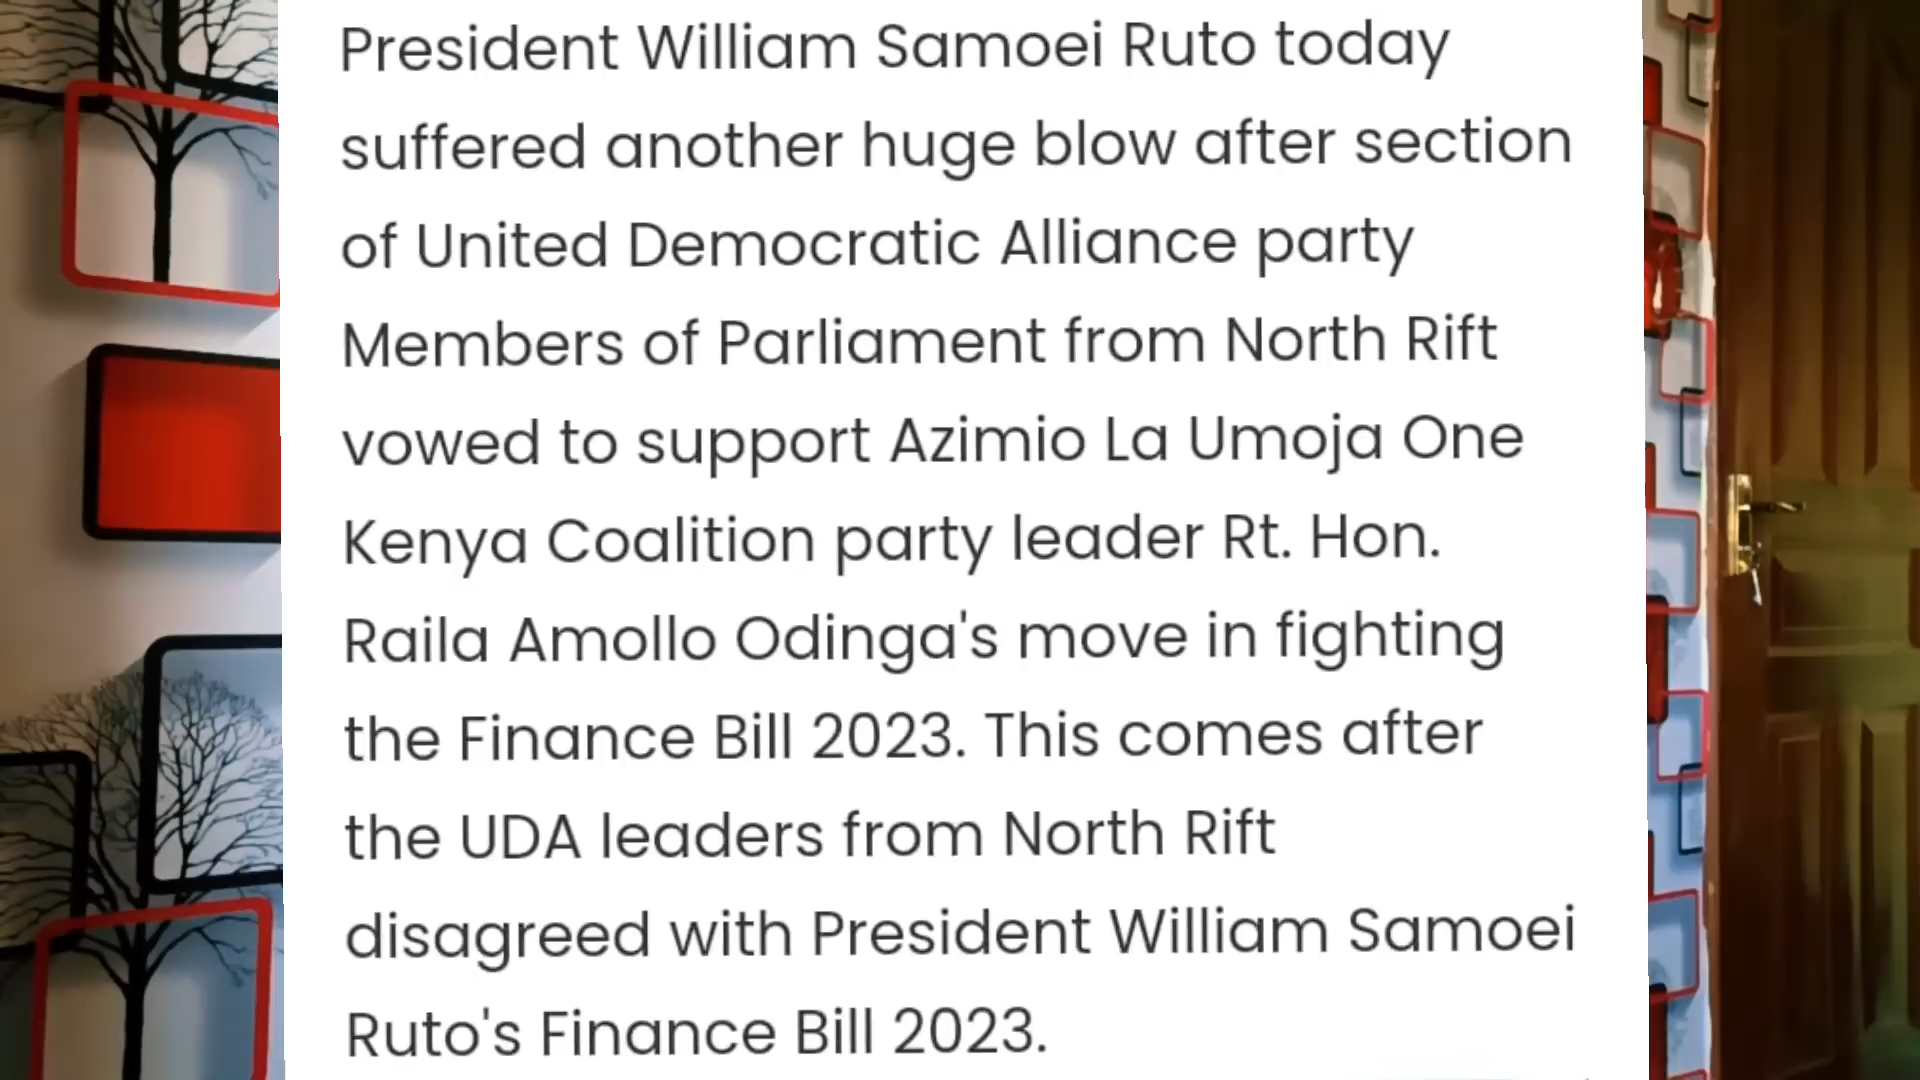 President William Samoei Ruto today
suffered another huge blow after section
of United Democratic Alliance party
Members of Parliament from North Rift
vowed to support Azimio La Umoja One
Kenya Coalition party leader Rt. Hon.
Raila Amollo Odinga's move in fighting
the Finance Bill 2023. This comes after
the UDA leaders from North Rift
disagreed with President William Samoei
Ruto's Finance Bill 2023.